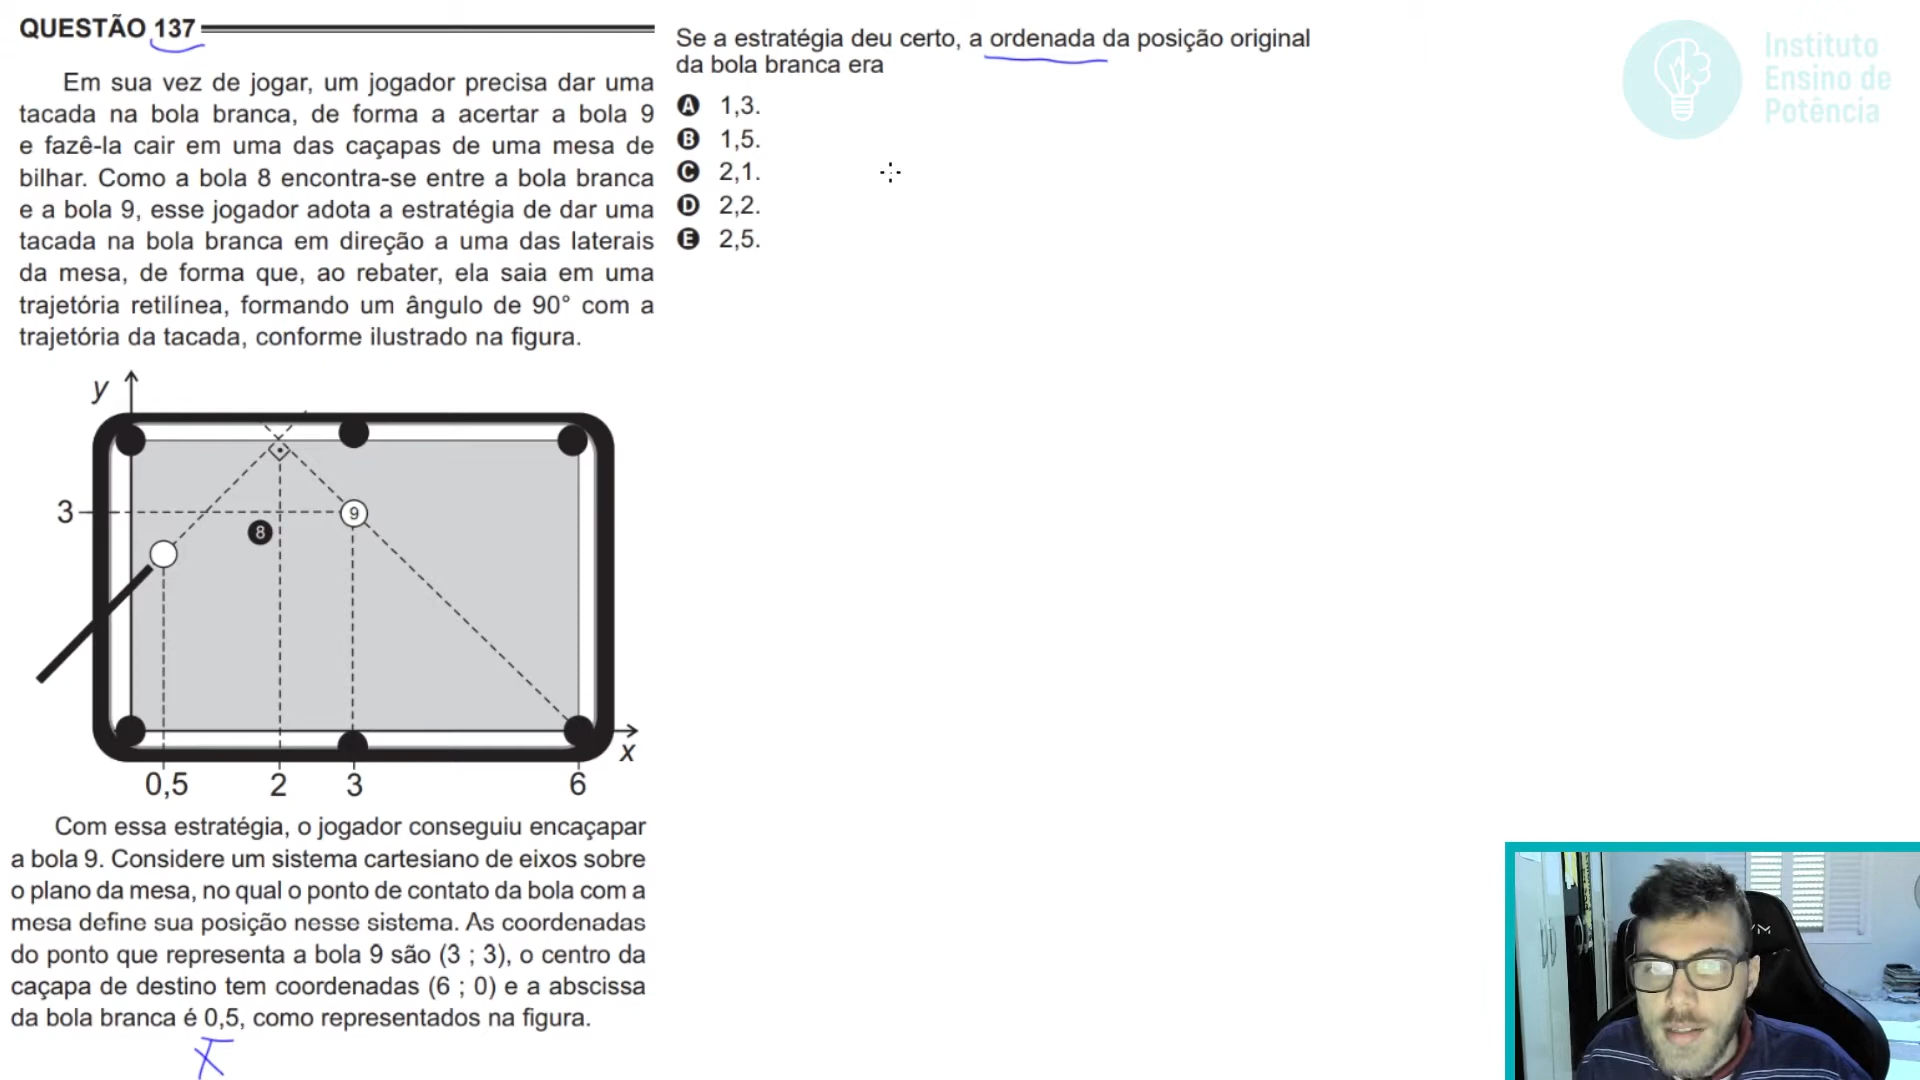 QUESTÃO 137
Em sua vez de jogar, um jogador precisa dar uma
tacada na bola branca, de forma a acertar a bola 9
e fazê-la cair em uma das caçapas de uma mesa de
bilhar. Como a bola 8 encontra-se entre a bola branca
e a bola 9, esse jogador adota a estratégia de dar uma
tacada na bola branca em direção a uma das laterais
da mesa, de forma que, ao rebater, ela saia em uma
trajetória retilínea, formando um ângulo de 90° com a
trajetória da tacada, conforme ilustrado na figura.
y
3
9
8
x
0,5 2 3 6
Com essa estratégia, o jogador conseguiu encaçapar
a bola 9. Considere um sistema cartesiano de eixos sobre
o plano da mesa, no qual o ponto de contato da bola com a
mesa define sua posição nesse sistema. As coordenadas
do ponto que representa a bola 9 são (3 ; 3), o centro da
caçapa de destino tem coordenadas (6 ; 0) e a abscissa
da bola branca é 0,5, como representados na figura.
x
Se a estratégia deu certo, a ordenada da posição original
da bola branca era
A 1,3.
B 1,5.
C 2,1.
D 2,2.
E 2,5.
Instituto
Ensino de
Potência